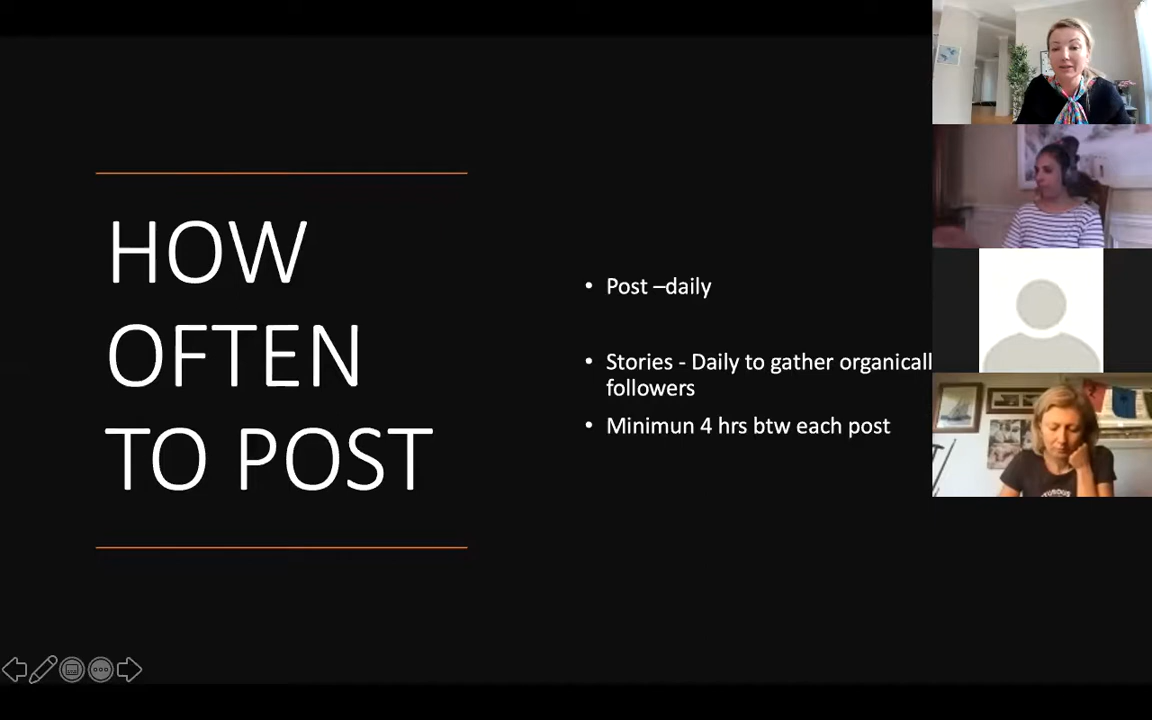 HOW
OFTEN
TO POST
• Post –daily
• Stories - Daily to gather organicall
followers
• Minimun 4 hrs btw each post